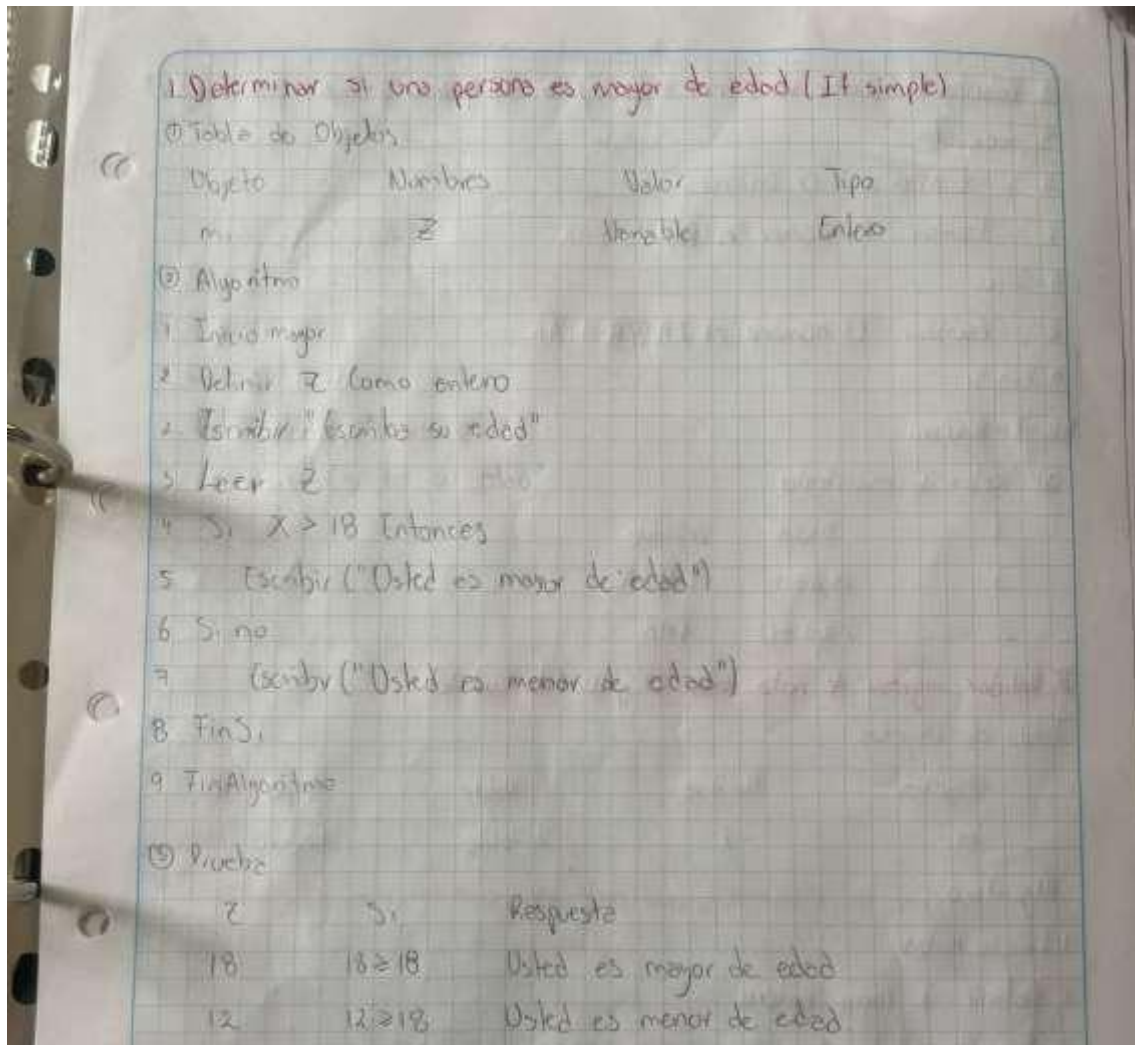 1. Determinar si una persona es mayor de edad (If simple)
① Tabla de Objetos
Objeto Nombres Valor Tipo
Z Variable Entero
② Algoritmo
1 Inicio mayor
2 Definir Z Como entero
2 Escribir "Escriba su edad"
3 Leer Z
4 Si X > 18 Entonces
5 Escribir ("Usted es mayor de edad")
6 Si no
7 Escribir ("Usted es menor de edad")
8 FinSi
9 FinAlgoritmo
③ Prueba
Z Si Respuesta
18 18 ≥ 18 Usted es mayor de edad
12 12 ≥ 18 Usted es menor de edad